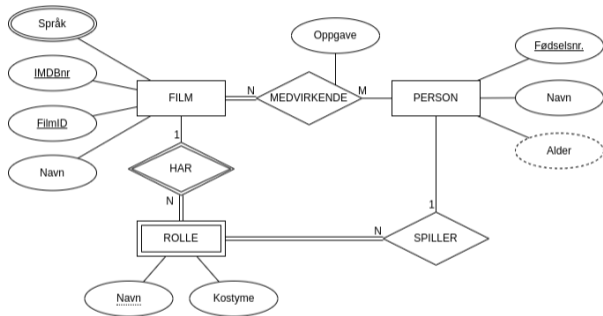 Språk
Oppgave
Fødselsnr.
IMDBnr
FILM
N
MEDVIRKENDE
M
PERSON
Navn
FilmID
1
Navn
HAR
Alder
N
1
ROLLE
N
SPILLER
Navn
Kostyme